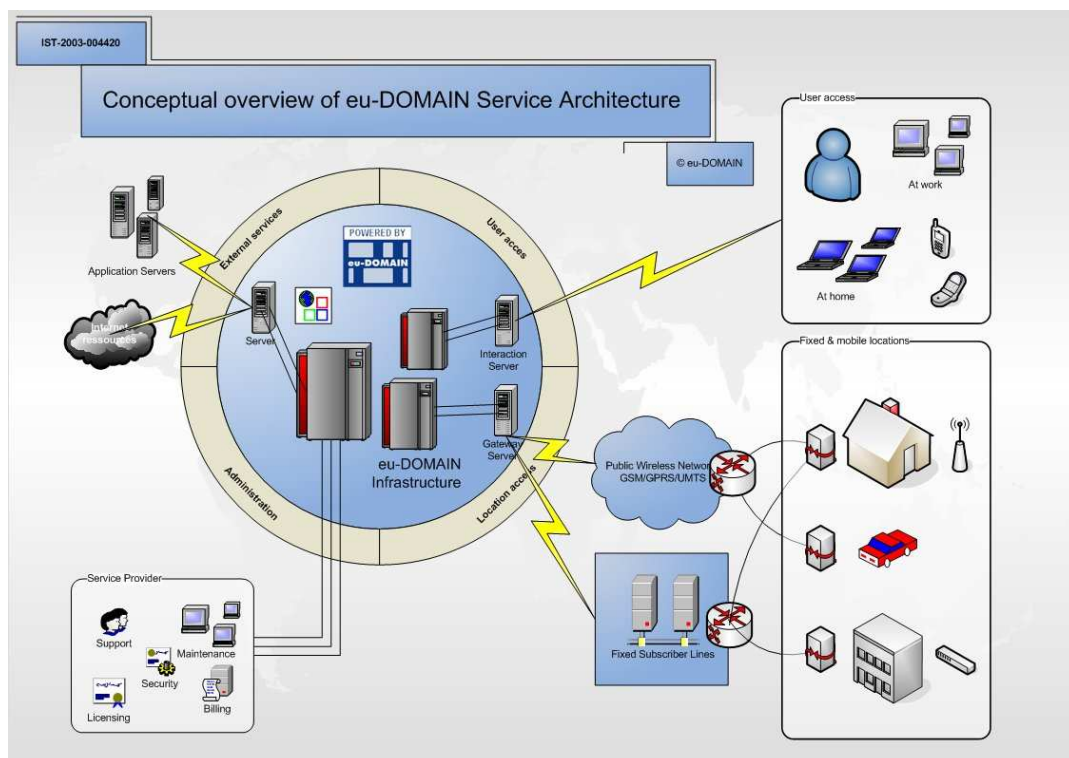 IST-2003-004420
Conceptual overview of eu-DOMAIN Service Architecture
© eu-DOMAIN
User access
At work
At home
External services
User acces
POWERED BY
eu-DOMAIN
Application Servers
Internet
ressources
Server
Interaction
Server
Gateway
Server
eu-DOMAIN
Infrastructure
Administration
Location access
Fixed & mobile locations
Public Wireless Network
GSM/GPRS/UMTS
Fixed Subscriber Lines
Service Provider
Support
Maintenance
Security
Licensing
Billing